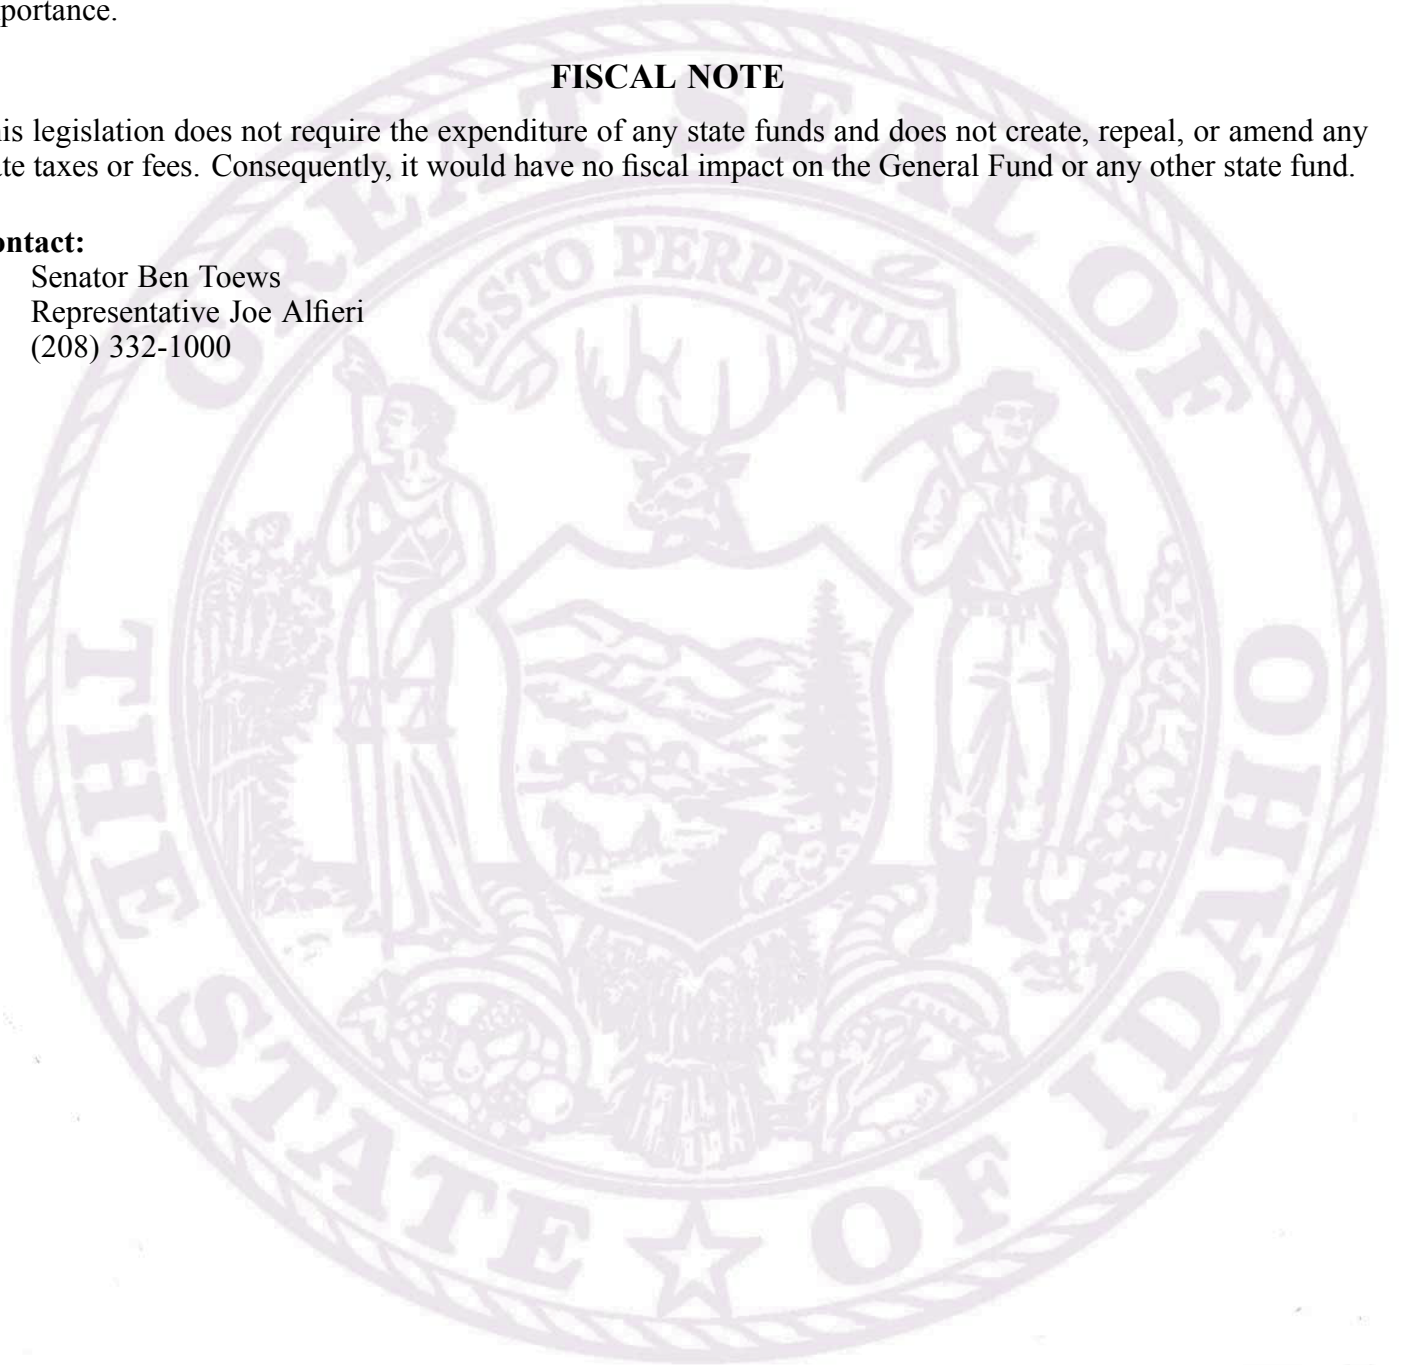 portance.
FISCAL NOTE
his legislation does not require the expenditure of any state funds and does not create, repeal, or amend any
ate taxes or fees. Consequently, it would have no fiscal impact on the General Fund or any other state fund.
ontact:
Senator Ben Toews
Representative Joe Alfieri
(208) 332-1000
GREAT SEAL OF
THE STATE OF IDAHO
ESTO PERPETUA